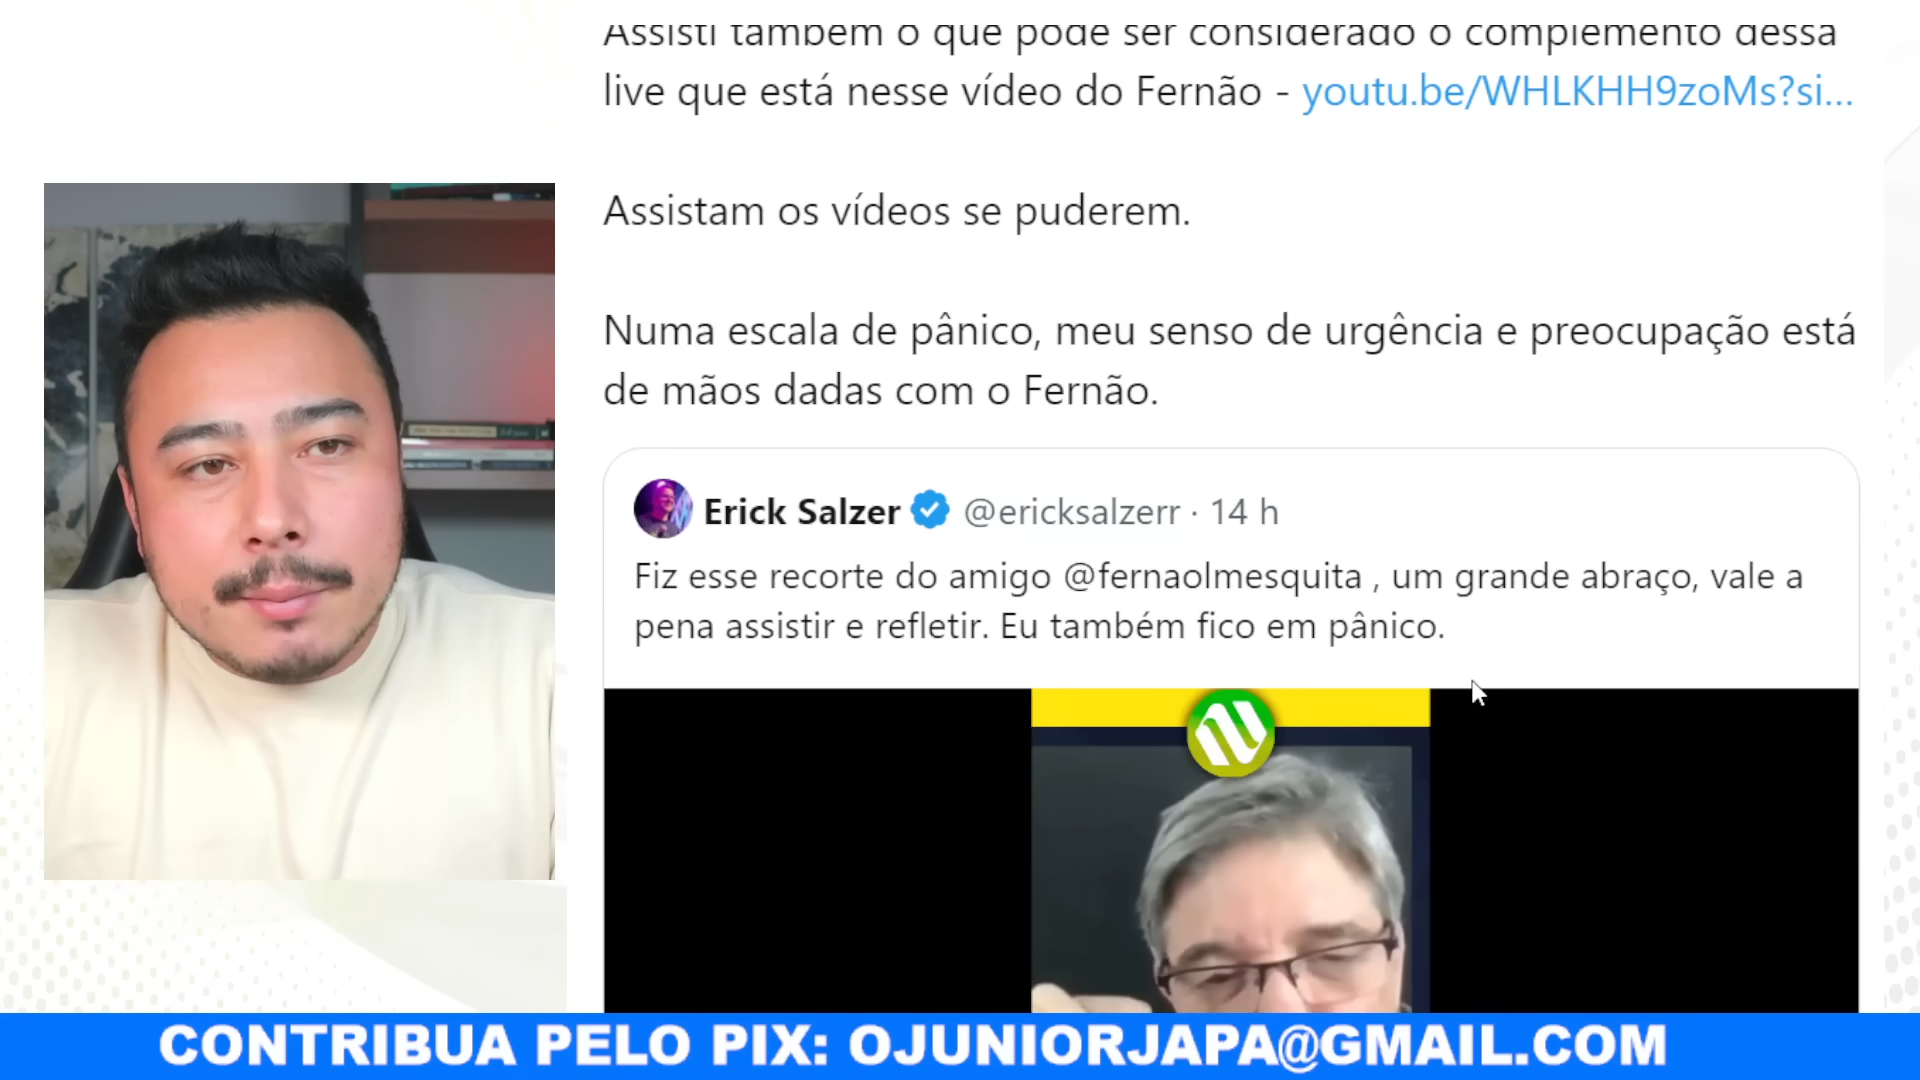 Assisti também o que pode ser considerado o complemento dessa
live que está nesse vídeo do Fernão - youtu.be/WHLKHH9zoMs?si...
Assistam os vídeos se puderem.
Numa escala de pânico, meu senso de urgência e preocupação está
de mãos dadas com o Fernão.
Erick Salzer @ericksalzerr · 14 h
Fiz esse recorte do amigo @fernaolmesquita , um grande abraço, vale a
pena assistir e refletir. Eu também fico em pânico.
CONTRIBUA PELO PIX: OJUNIORJAPA@GMAIL.COM